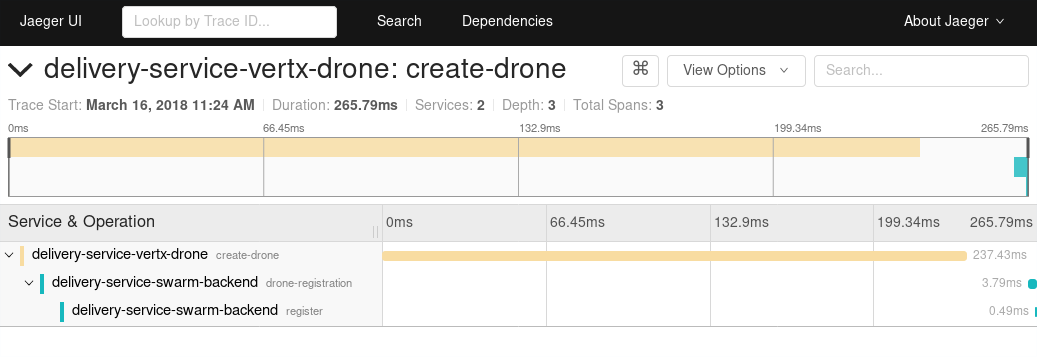 Jaeger UI Lookup by Trace ID... Search Dependencies About Jaeger
delivery-service-vertx-drone: create-drone ⌘ View Options Search...
Trace Start: March 16, 2018 11:24 AM Duration: 265.79ms Services: 2 Depth: 3 Total Spans: 3
0ms 66.45ms 132.9ms 199.34ms 265.79ms
Service & Operation 0ms 66.45ms 132.9ms 199.34ms 265.79ms
delivery-service-vertx-drone create-drone 237.43ms
delivery-service-swarm-backend drone-registration 3.79ms
delivery-service-swarm-backend register 0.49ms